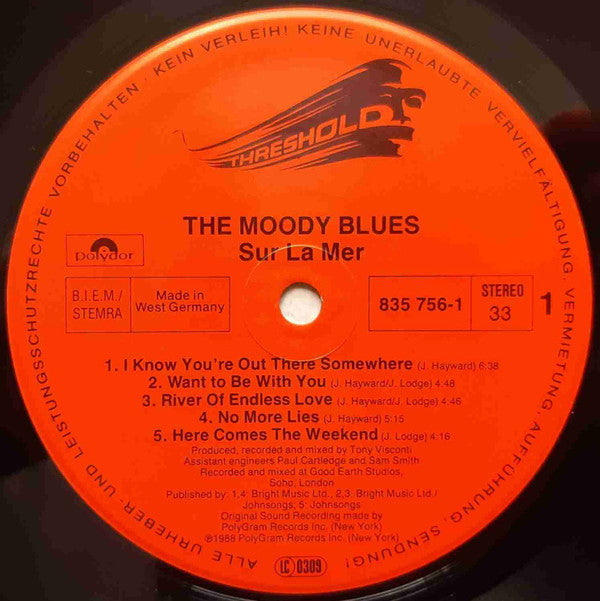 ALLE URHEBER- UND LEISTUNGSSCHUTZRECHTE VORBEHALTEN · KEIN VERLEIH! KEINE UNERLAUBTE VERVIELFÄLTIGUNG, VERMIETUNG, AUFFÜHRUNG, SENDUNG!
THRESHOLD
THE MOODY BLUES
Sur La Mer
polydor
B.I.E.M./
STEMRA
Made in
West Germany
835 756-1
STEREO
33
1
1. I Know You're Out There Somewhere (J. Hayward) 6:38
2. Want to Be With You (J. Hayward/J. Lodge) 4:48
3. River Of Endless Love (J. Hayward/J. Lodge) 4:46
4. No More Lies (J. Hayward) 5:15
5. Here Comes The Weekend (J. Lodge) 4:16
Produced, recorded and mixed by Tony Visconti
Assistant engineers Paul Cartledge and Sam Smith
Recorded and mixed at Good Earth Studios,
Soho, London
Published by: 1,4: Bright Music Ltd., 2,3 Bright Music Ltd./
Johnsongs; 5: Johnsongs
Original Sound Recording made by
PolyGram Records Inc. (New York)
℗1988 PolyGram Records Inc. (New York)
LC 0309